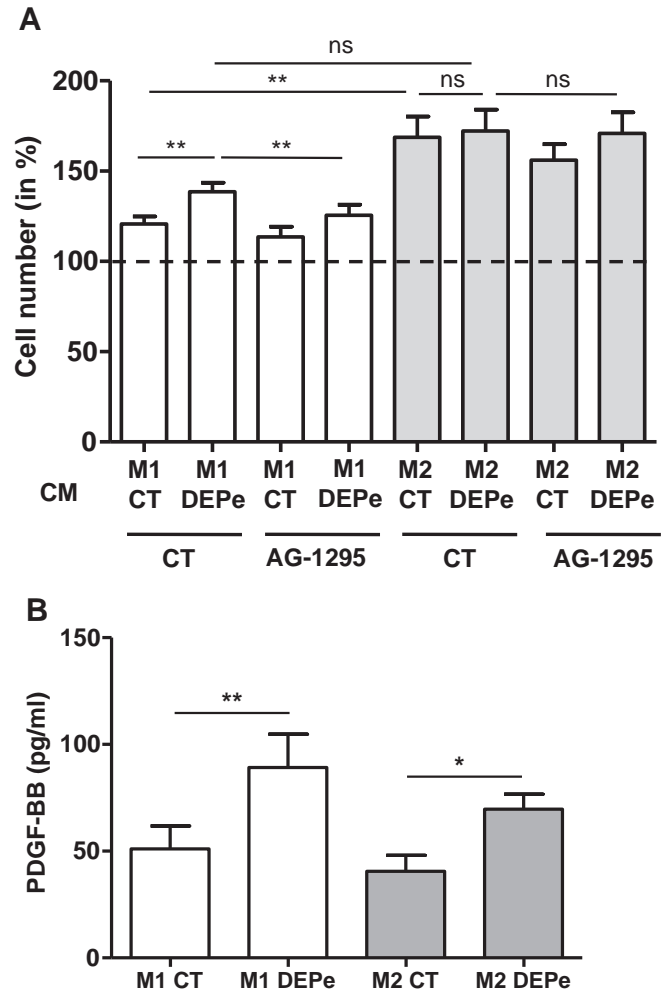 A
ns
**
ns
ns
**
**
Cell number (in %)
200
150
100
50
0
CM
M1 CT
M1 DEPe
M1 CT
M1 DEPe
M2 CT
M2 DEPe
M2 CT
M2 DEPe
CT
AG-1295
CT
AG-1295
B
PDGF-BB (pg/ml)
150
100
50
0
**
*
M1 CT
M1 DEPe
M2 CT
M2 DEPe